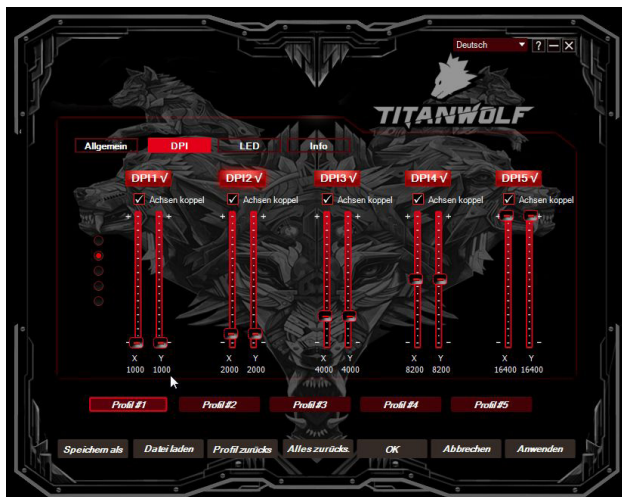 Deutsch ? 
TITANWOLF
Allgemein DPI LED Info
DPI1 √ DPI2 √ DPI3 √ DPI4 √ DPI5 √
Achsen koppel Achsen koppel Achsen koppel Achsen koppel Achsen koppel
+ + + + + + + + + +
- - - - - - - - - -
X Y X Y X Y X Y X Y
1000 1000 2000 2000 4000 4000 8200 8200 16400 16400
Profil #1 Profil #2 Profil #3 Profil #4 Profil #5
Speichern als Datei laden Profil zurücks Alles zurücks. OK Abbrechen Anwenden